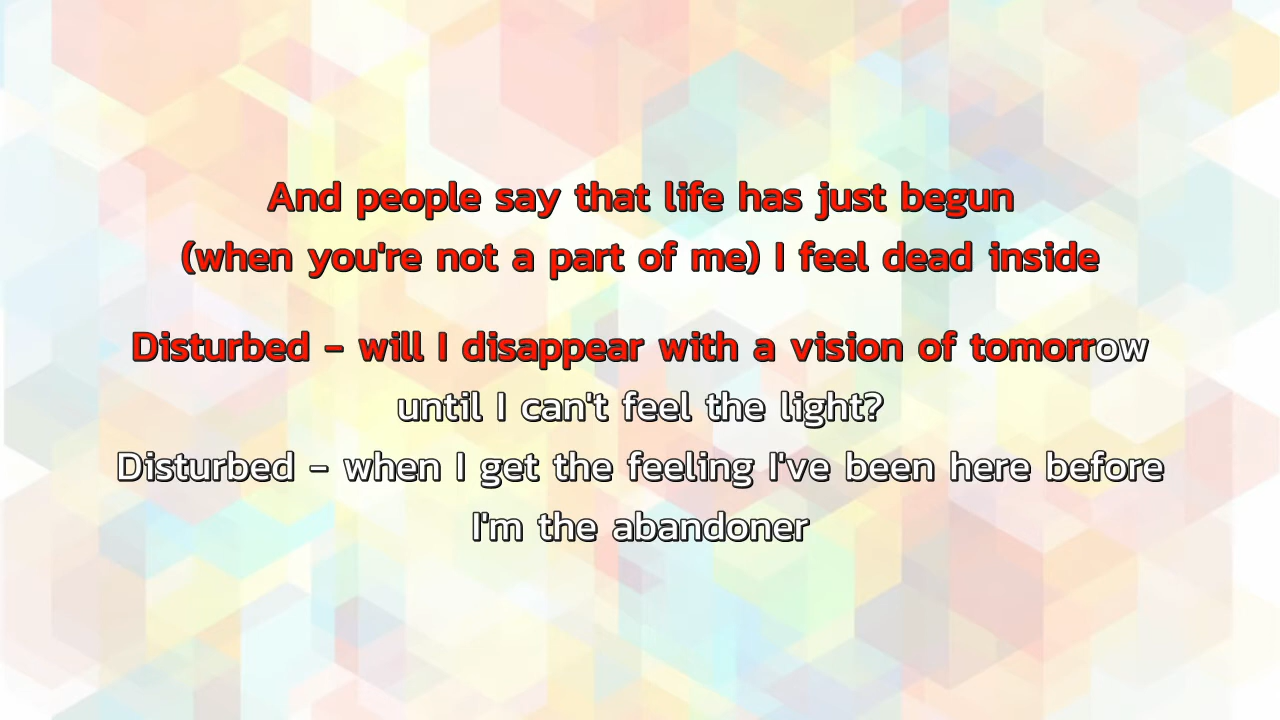 And people say that life has just begun
(when you're not a part of me) I feel dead inside
Disturbed – will I disappear with a vision of tomorrow
until I can't feel the light?
Disturbed – when I get the feeling I've been here before
I'm the abandoner